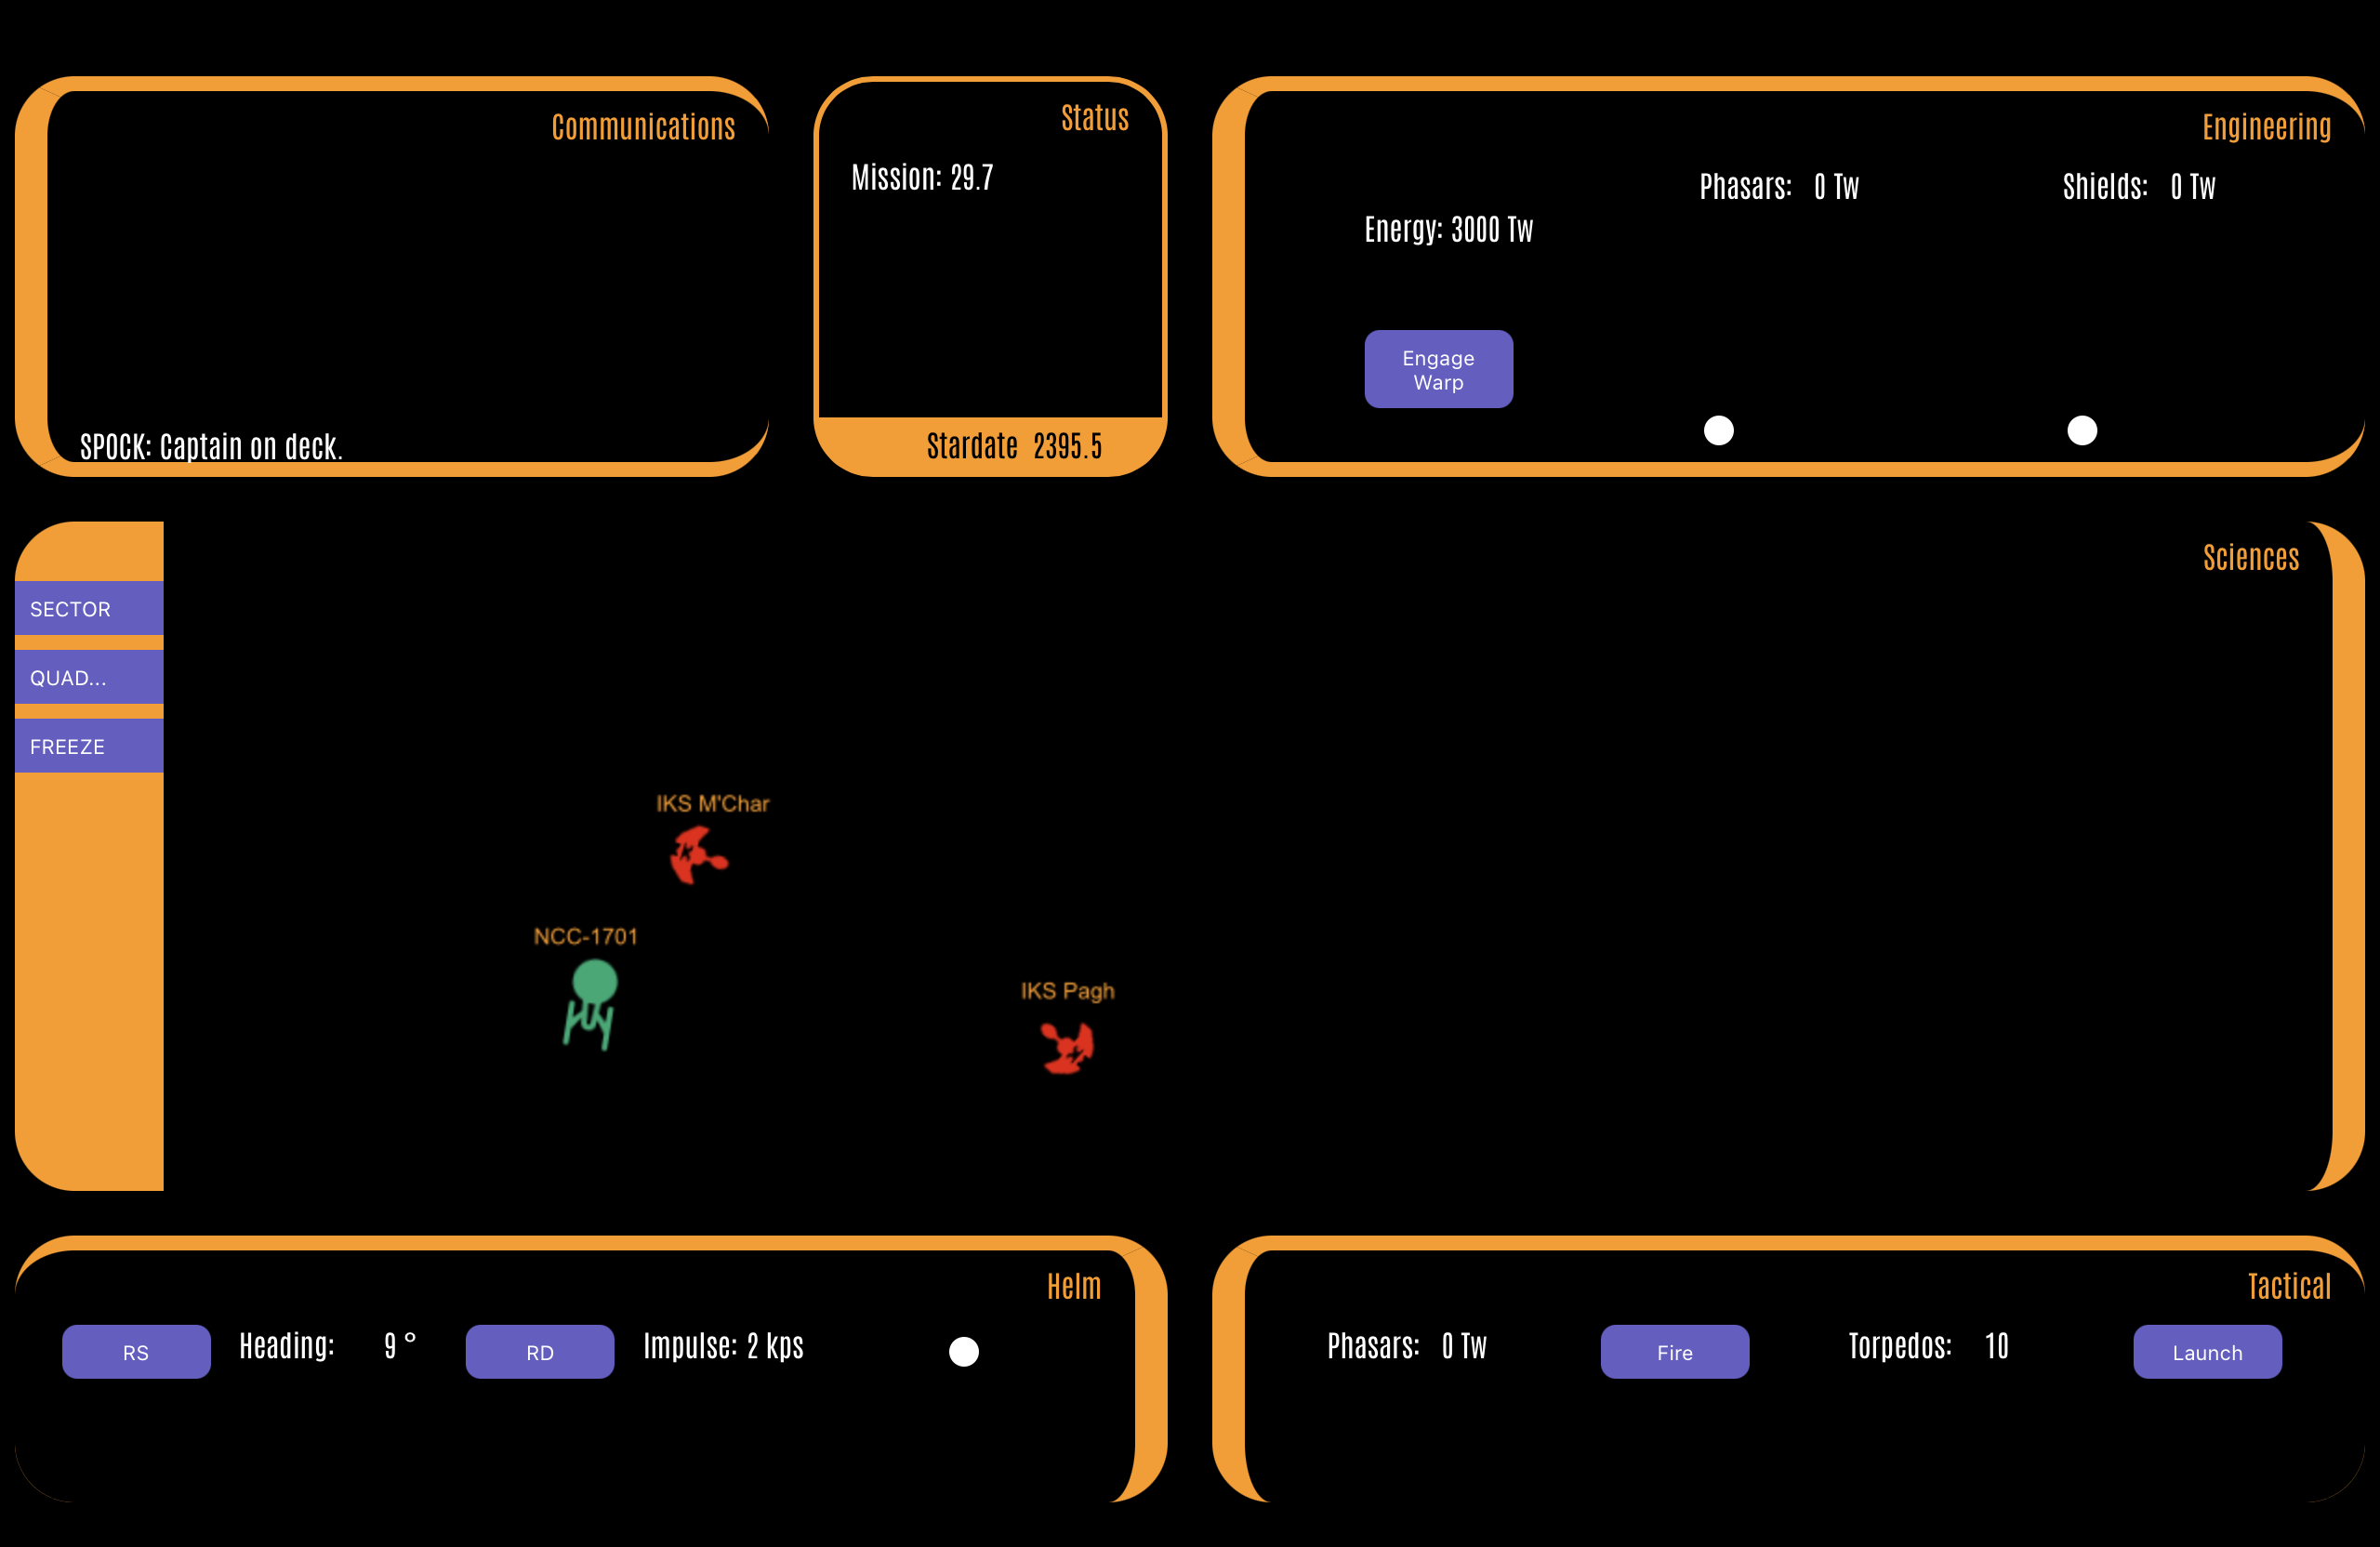 Communications
SPOCK: Captain on deck.
Status
Mission: 29.7
Stardate 2395.5
Engineering
Phasars: 0 Tw
Shields: 0 Tw
Energy: 3000 Tw
Engage
Warp
Sciences
SECTOR
QUAD...
FREEZE
IKS M'Char
NCC-1701
IKS Pagh
Helm
RS
Heading: 9 °
RD
Impulse: 2 kps
Tactical
Phasars: 0 Tw
Fire
Torpedos: 10
Launch